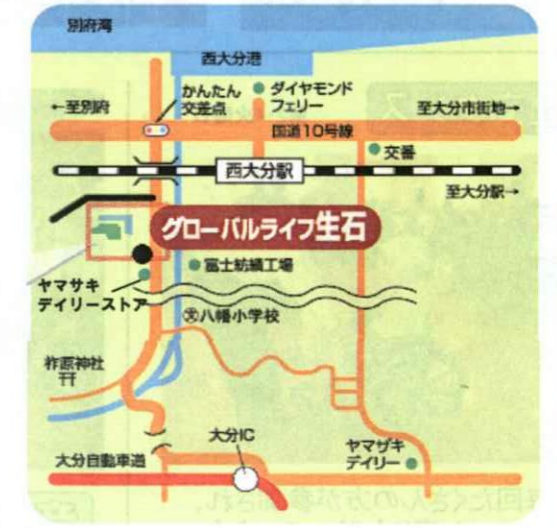 別府湾
西大分港
かんたん
交差点
ダイヤモンド
フェリー
←至別府
至大分市街地→
国道10号線
交番
西大分駅
至大分駅→
グローバルライフ生石
富士紡績工場
ヤマサキ
デイリーストア
文八幡小学校
柞原神社
大分IC
大分自動車道
ヤマザキ
デイリー